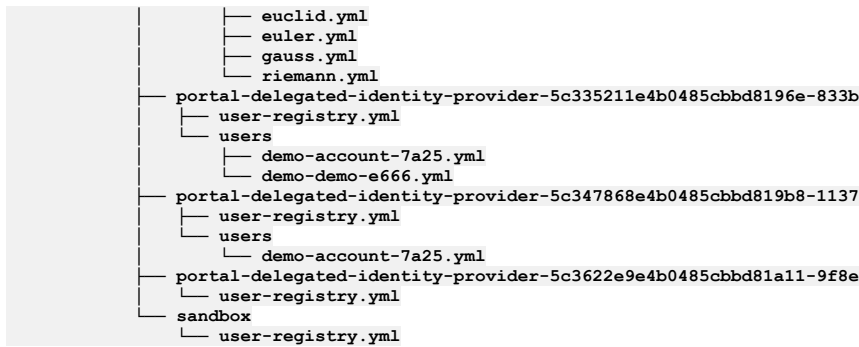 │       ├── euclid.yml
│       ├── euler.yml
│       ├── gauss.yml
│       └── riemann.yml
├── portal-delegated-identity-provider-5c335211e4b0485cbbd8196e-833b
│   ├── user-registry.yml
│   └── users
│       ├── demo-account-7a25.yml
│       └── demo-demo-e666.yml
├── portal-delegated-identity-provider-5c347868e4b0485cbbd819b8-1137
│   ├── user-registry.yml
│   └── users
│       └── demo-account-7a25.yml
├── portal-delegated-identity-provider-5c3622e9e4b0485cbbd81a11-9f8e
│   └── user-registry.yml
└── sandbox
    └── user-registry.yml